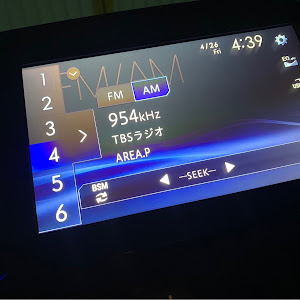 FM/AM
4/26
Fri
4:39
1
2
3
4
5
6
FM AM
954kHz
TBSラジオ
AREA.P
BSM
SEEK